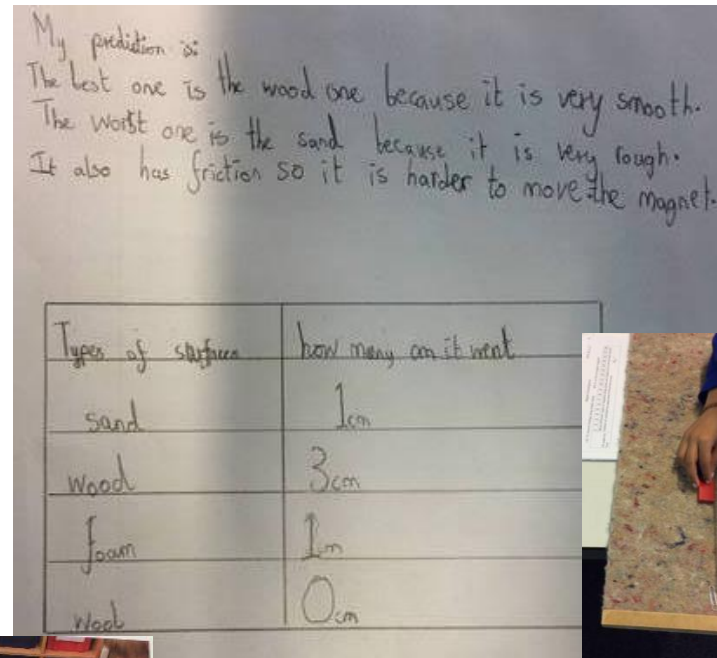 My prediction is:
The best one is the wood one because it is very smooth.
The worst one is the sand because it is very rough.
It also has friction so it is harder to move the magnet.
Types of surfaces how many cm it went
sand 1cm
wood 3cm
foam 1m
wool 0cm